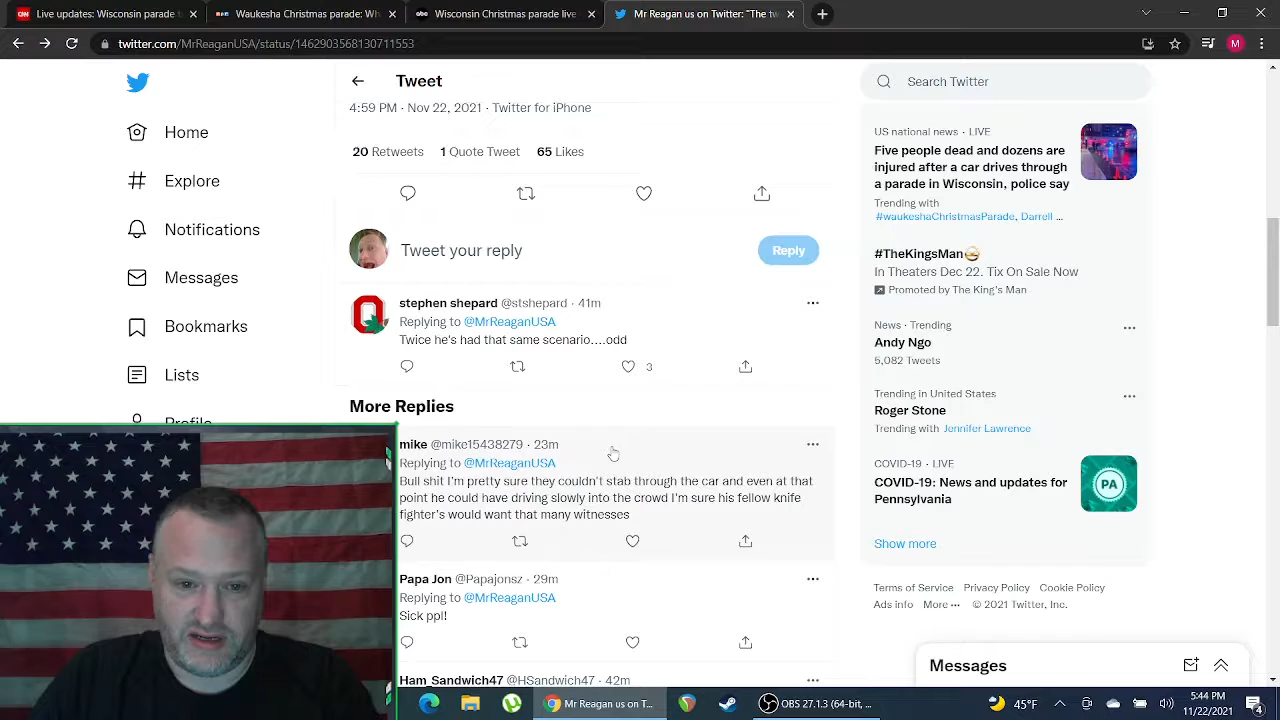 Live updates: Wisconsin parade
Waukesha Christmas parade: W
Wisconsin Christmas parade live
Mr Reagan us on Twitter: "The tw
twitter.com/MrReaganUSA/status/1462903568130711553
M
Tweet
Search Twitter
4:59 PM · Nov 22, 2021 · Twitter for iPhone
Home
20 Retweets 1 Quote Tweet 65 Likes
Explore
Notifications
Tweet your reply
Reply
Messages
stephen shepard @stshepard · 41m
Replying to @MrReaganUSA
Twice he's had that same scenario....odd
3
Bookmarks
Lists
Profile
More Replies
mike @mike15438279 · 23m
Replying to @MrReaganUSA
Bull shit I'm pretty sure they couldn't stab through the car and even at that
point he could have driving slowly into the crowd I'm sure his fellow knife
fighter's would want that many witnesses
Papa Jon @Papajonsz · 29m
Replying to @MrReaganUSA
Sick ppl!
Ham_Sandwich47 @HSandwich47 · 42m
US national news · LIVE
Five people dead and dozens are
injured after a car drives through
a parade in Wisconsin, police say
Trending with
#waukeshaChristmasParade, Darrell ...
#TheKingsMan
In Theaters Dec 22. Tix On Sale Now
Promoted by The King's Man
News · Trending
Andy Ngo
5,082 Tweets
Trending in United States
Roger Stone
Trending with Jennifer Lawrence
COVID-19 · LIVE
COVID-19: News and updates for
Pennsylvania
PA
Show more
Terms of Service Privacy Policy Cookie Policy
Ads info More ··· © 2021 Twitter, Inc.
Messages
Mr Reagan us on T...
OBS 27.1.3 (64-bit, ...
45°F
5:44 PM
11/22/2021